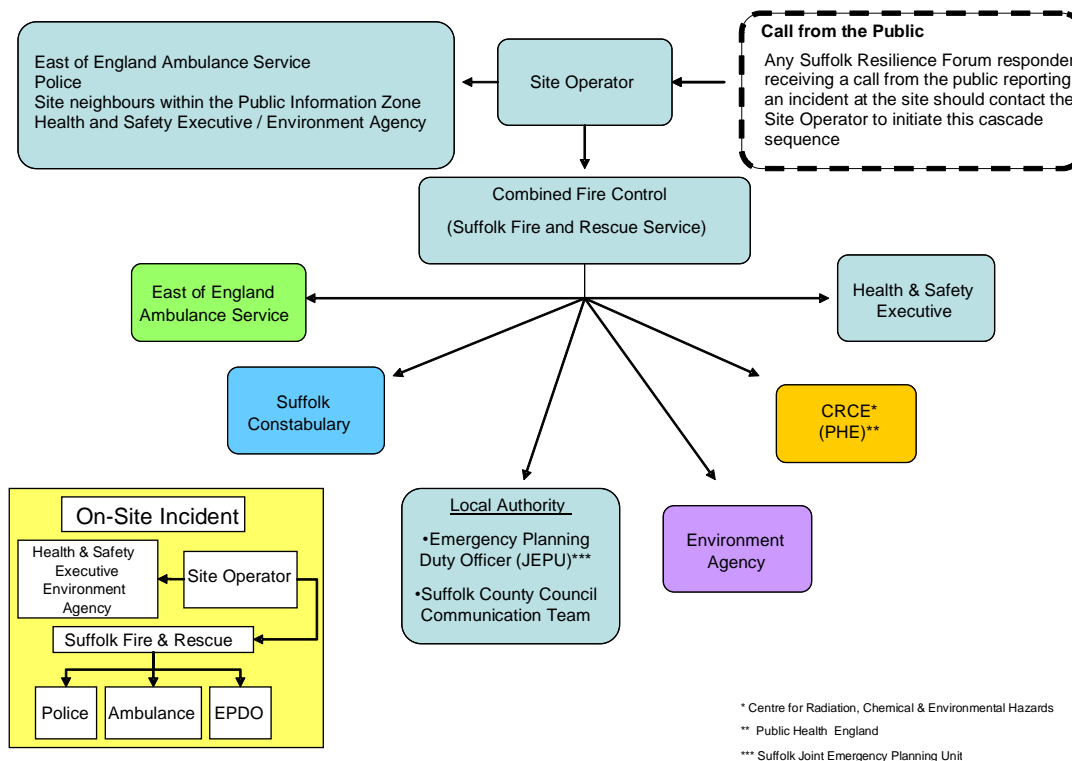 East of England Ambulance Service
Police
Site neighbours within the Public Information Zone
Health and Safety Executive / Environment Agency
Site Operator
Call from the Public
Any Suffolk Resilience Forum responder
receiving a call from the public reporting
an incident at the site should contact the
Site Operator to initiate this cascade
sequence
Combined Fire Control
(Suffolk Fire and Rescue Service)
East of England
Ambulance Service
Health & Safety
Executive
Suffolk
Constabulary
CRCE*
(PHE)**
Local Authority
•Emergency Planning
Duty Officer (JEPU)***
•Suffolk County Council
Communication Team
Environment
Agency
On-Site Incident
Health & Safety
Executive
Environment
Agency
Site Operator
Suffolk Fire & Rescue
Police
Ambulance
EPDO
* Centre for Radiation, Chemical & Environmental Hazards
** Public Health England
*** Suffolk Joint Emergency Planning Unit